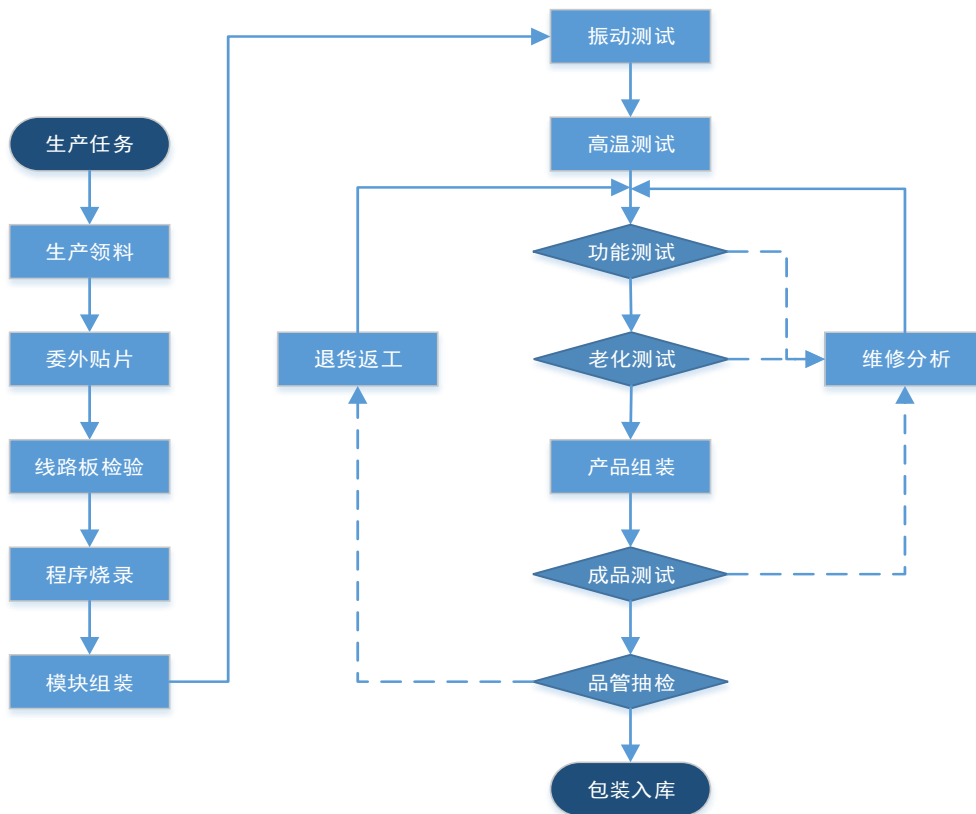 生产任务
生产领料
委外贴片
线路板检验
程序烧录
模块组装
振动测试
高温测试
功能测试
老化测试
产品组装
成品测试
品管抽检
包装入库
退货返工
维修分析